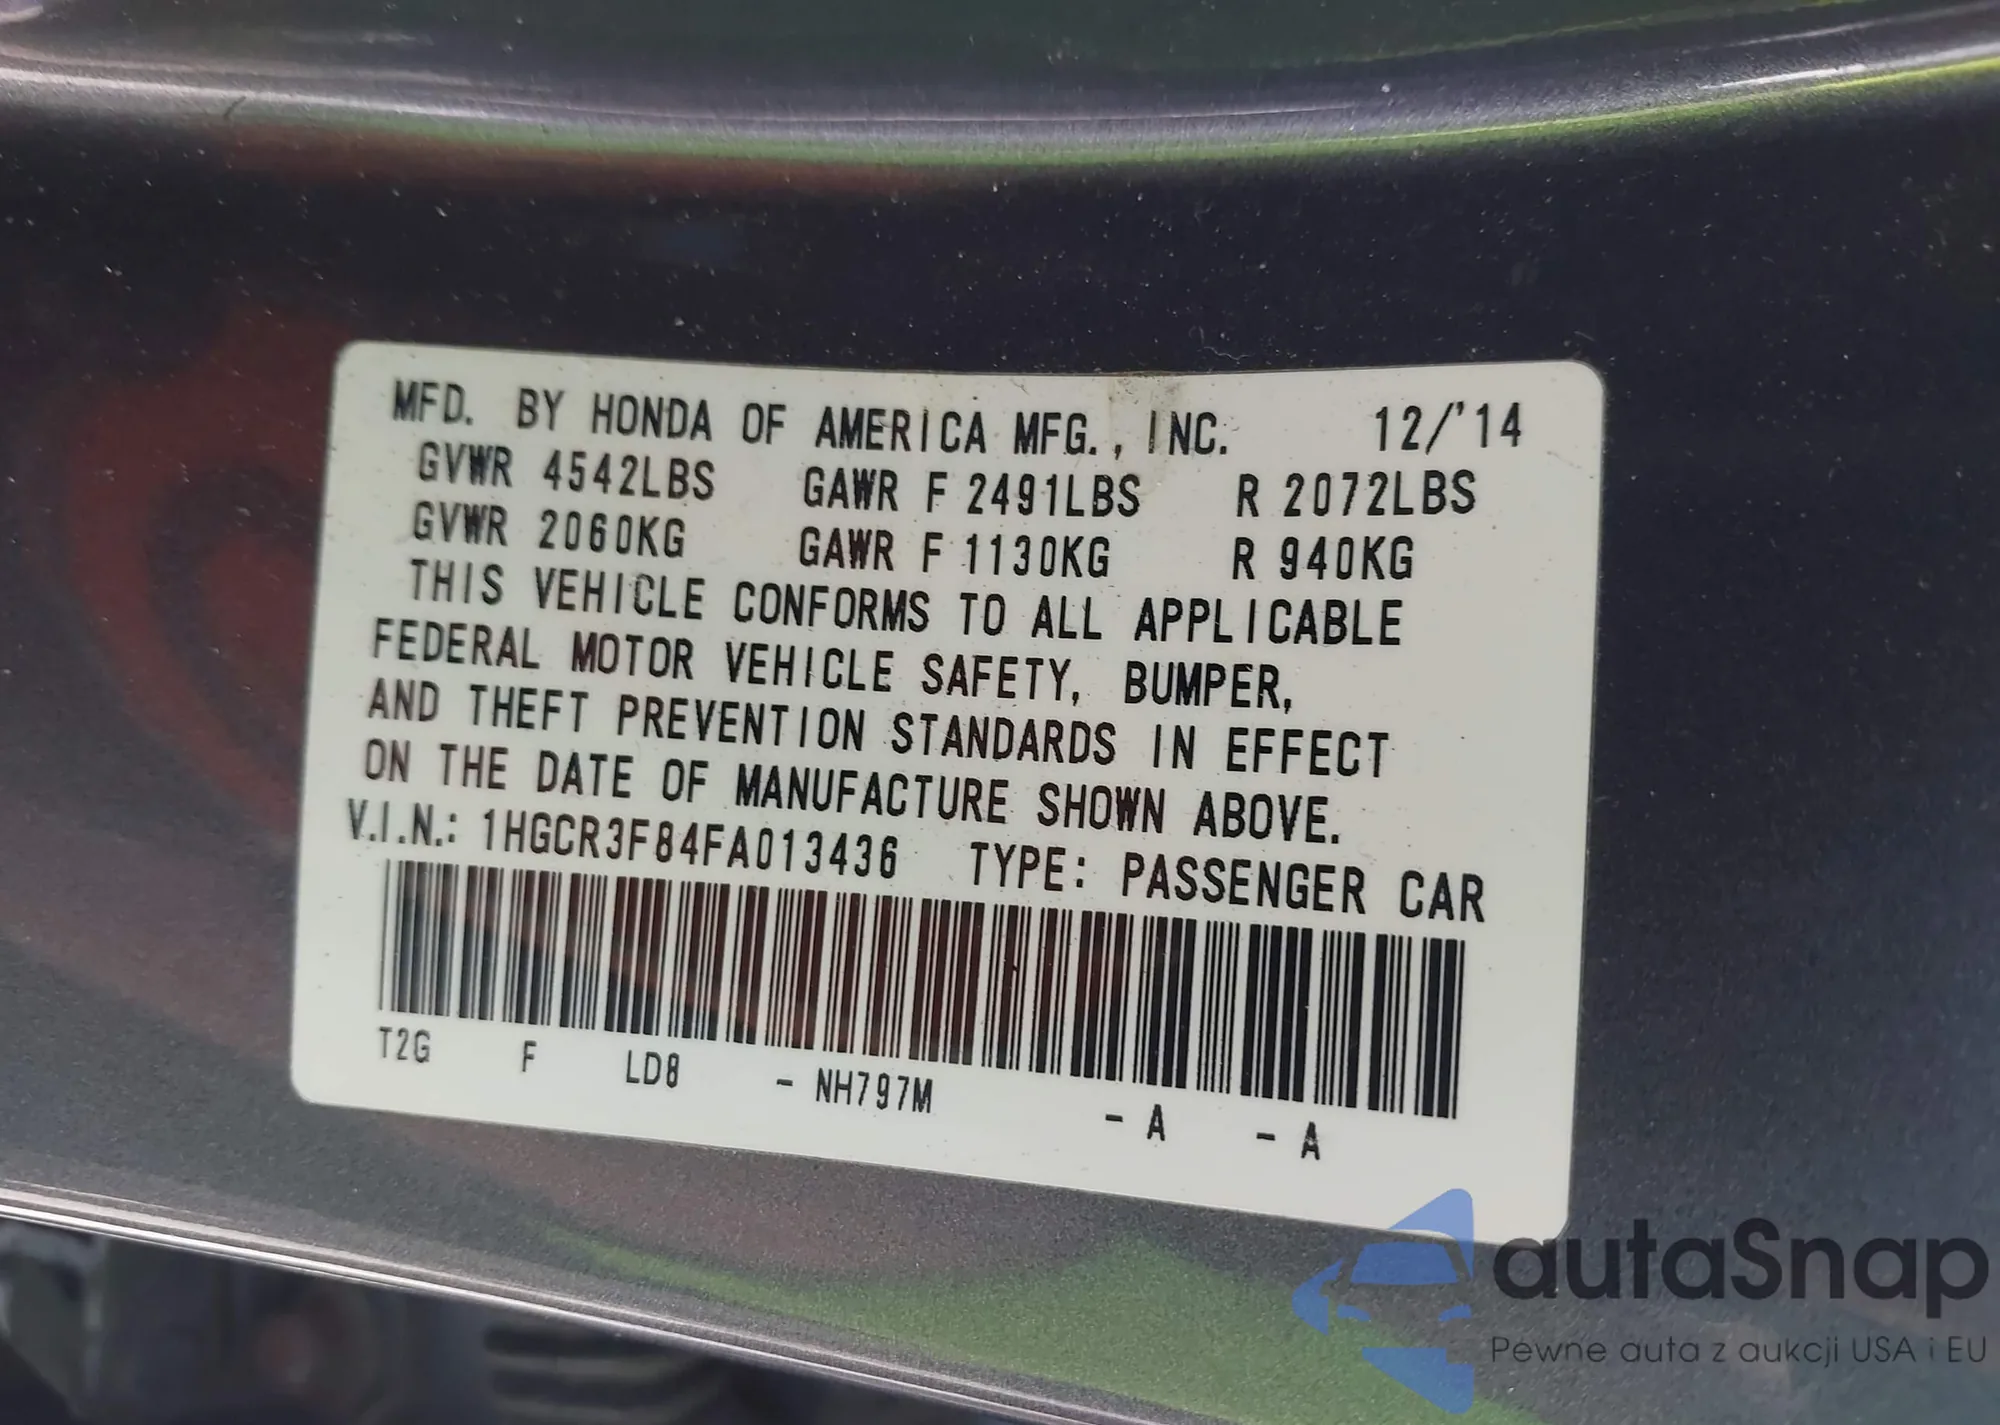 MFD. BY HONDA OF AMERICA MFG., INC. 12/'14
GVWR 4542LBS GAWR F 2491LBS R 2072LBS
GVWR 2060KG GAWR F 1130KG R 940KG
THIS VEHICLE CONFORMS TO ALL APPLICABLE
FEDERAL MOTOR VEHICLE SAFETY, BUMPER,
AND THEFT PREVENTION STANDARDS IN EFFECT
ON THE DATE OF MANUFACTURE SHOWN ABOVE.
V.I.N.: 1HGCR3F84FA013436 TYPE: PASSENGER CAR
T2G F LD8 - NH797M - A - A
autaSnap
Pewne auta z aukcji USA i EU